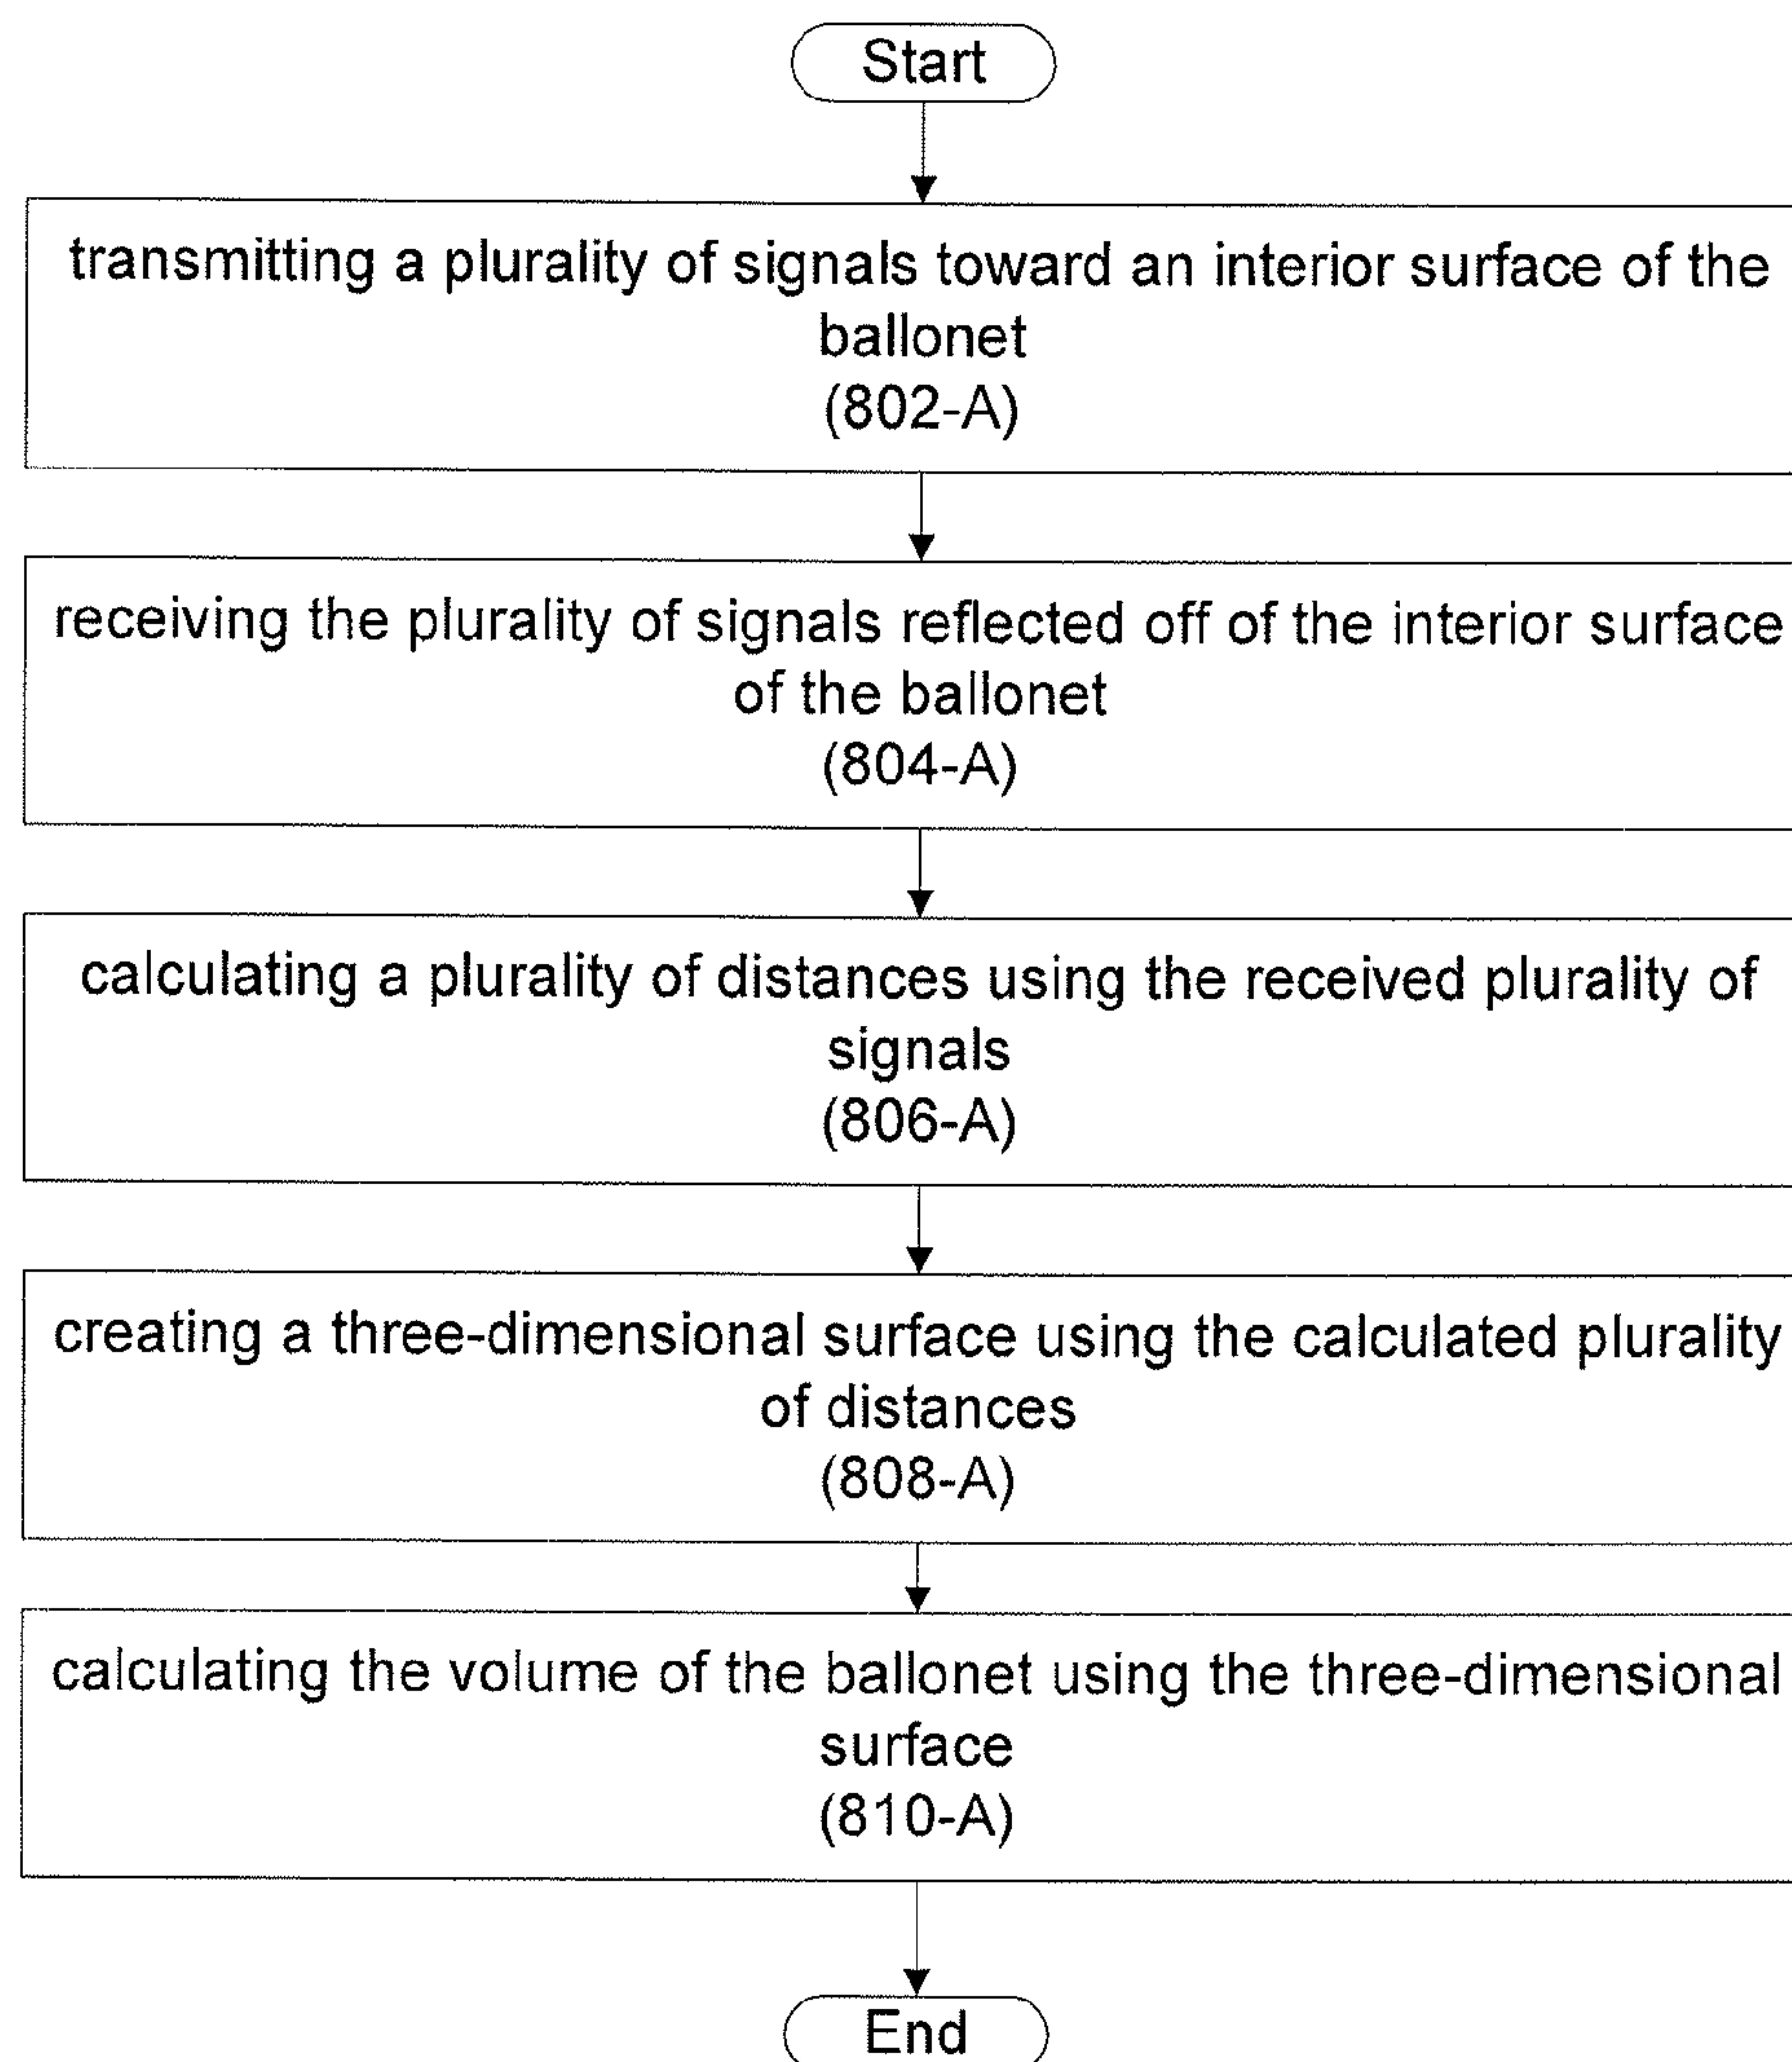 Start
transmitting a plurality of signals toward an interior surface of the
ballonet
(802-A)
receiving the plurality of signals reflected off of the interior surface
of the ballonet
(804-A)
calculating a plurality of distances using the received plurality of
signals
(806-A)
creating a three-dimensional surface using the calculated plurality
of distances
(808-A)
calculating the volume of the ballonet using the three-dimensional
surface
(810-A)
End